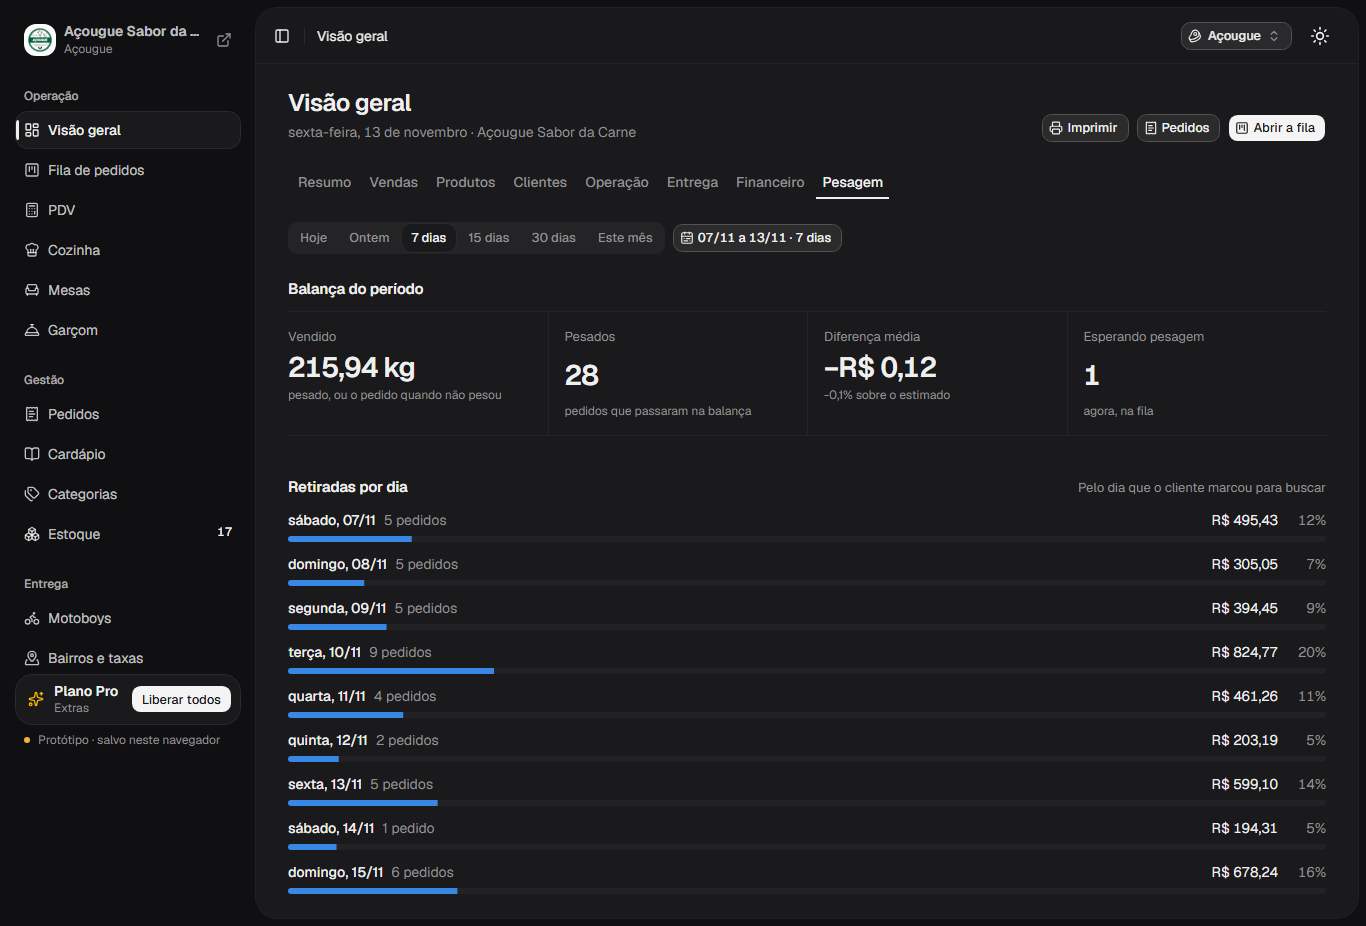 Açougue Sabor da ...
Açougue
Operação
Visão geral
Fila de pedidos
PDV
Cozinha
Mesas
Garçom
Gestão
Pedidos
Cardápio
Categorias
Estoque 17
Entrega
Motoboys
Bairros e taxas
Plano Pro
Extras
Liberar todos
Protótipo · salvo neste navegador
Visão geral
Açougue
Visão geral
sexta-feira, 13 de novembro · Açougue Sabor da Carne
Imprimir Pedidos Abrir a fila
Resumo Vendas Produtos Clientes Operação Entrega Financeiro Pesagem
Hoje Ontem 7 dias 15 dias 30 dias Este mês 07/11 a 13/11 · 7 dias
Balança do período
Vendido
215,94 kg
pesado, ou o pedido quando não pesou
Pesados
28
pedidos que passaram na balança
Diferença média
−R$ 0,12
-0,1% sobre o estimado
Esperando pesagem
1
agora, na fila
Retiradas por dia Pelo dia que o cliente marcou para buscar
sábado, 07/11 5 pedidos R$ 495,43 12%
domingo, 08/11 5 pedidos R$ 305,05 7%
segunda, 09/11 5 pedidos R$ 394,45 9%
terça, 10/11 9 pedidos R$ 824,77 20%
quarta, 11/11 4 pedidos R$ 461,26 11%
quinta, 12/11 2 pedidos R$ 203,19 5%
sexta, 13/11 5 pedidos R$ 599,10 14%
sábado, 14/11 1 pedido R$ 194,31 5%
domingo, 15/11 6 pedidos R$ 678,24 16%